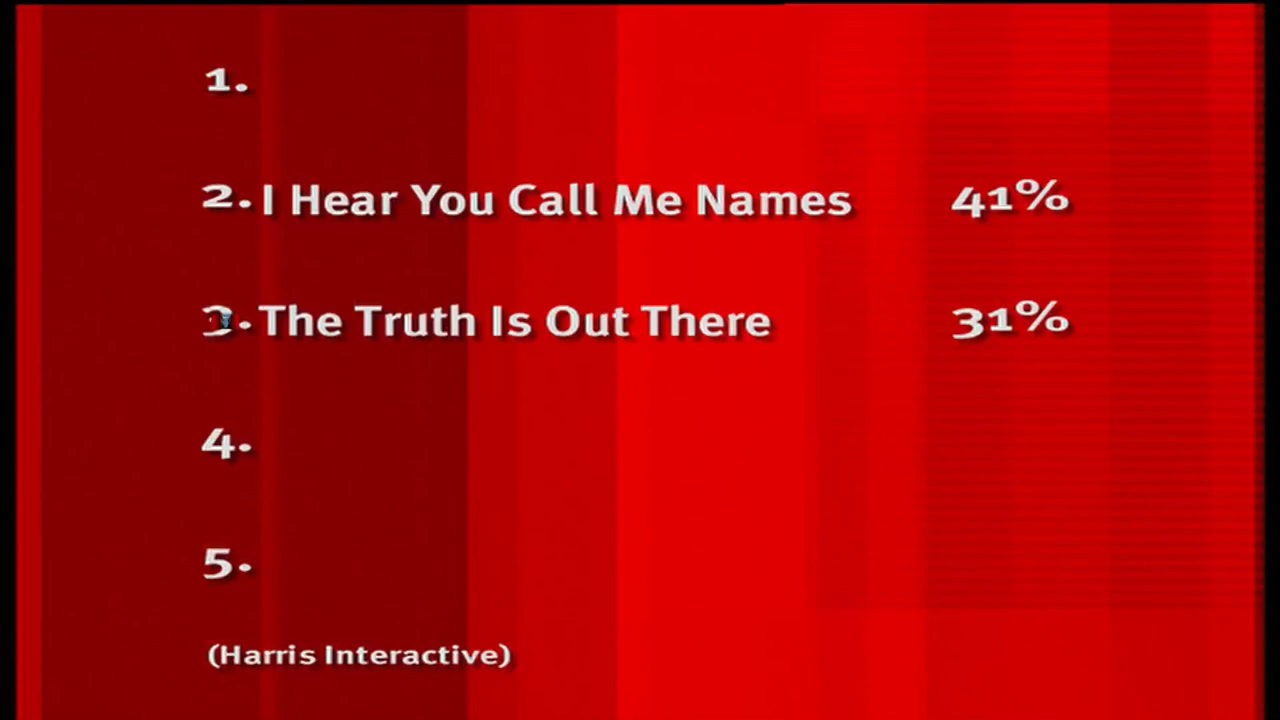 1.
2. I Hear You Call Me Names 41%
3. The Truth Is Out There 31%
4.
5.
(Harris Interactive)